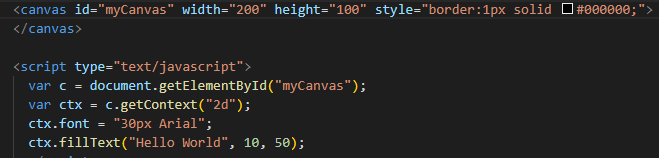 <canvas id="myCanvas" width="200" height="100" style="border:1px solid #000000;">
</canvas>
<script type="text/javascript">
var c = document.getElementById("myCanvas");
var ctx = c.getContext("2d");
ctx.font = "30px Arial";
ctx.fillText("Hello World", 10, 50);